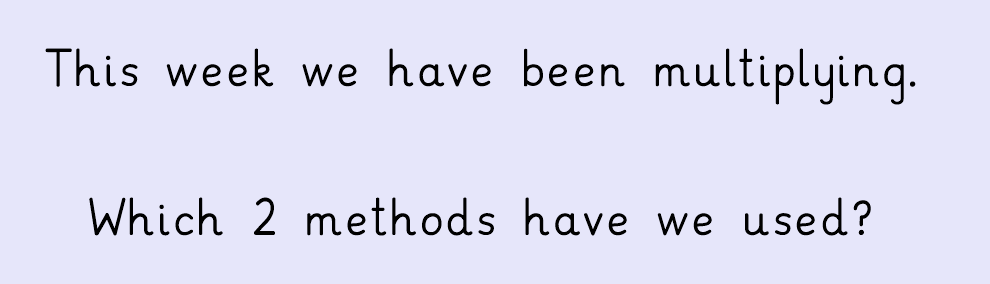 This week we have been multiplying.
Which 2 methods have we used?